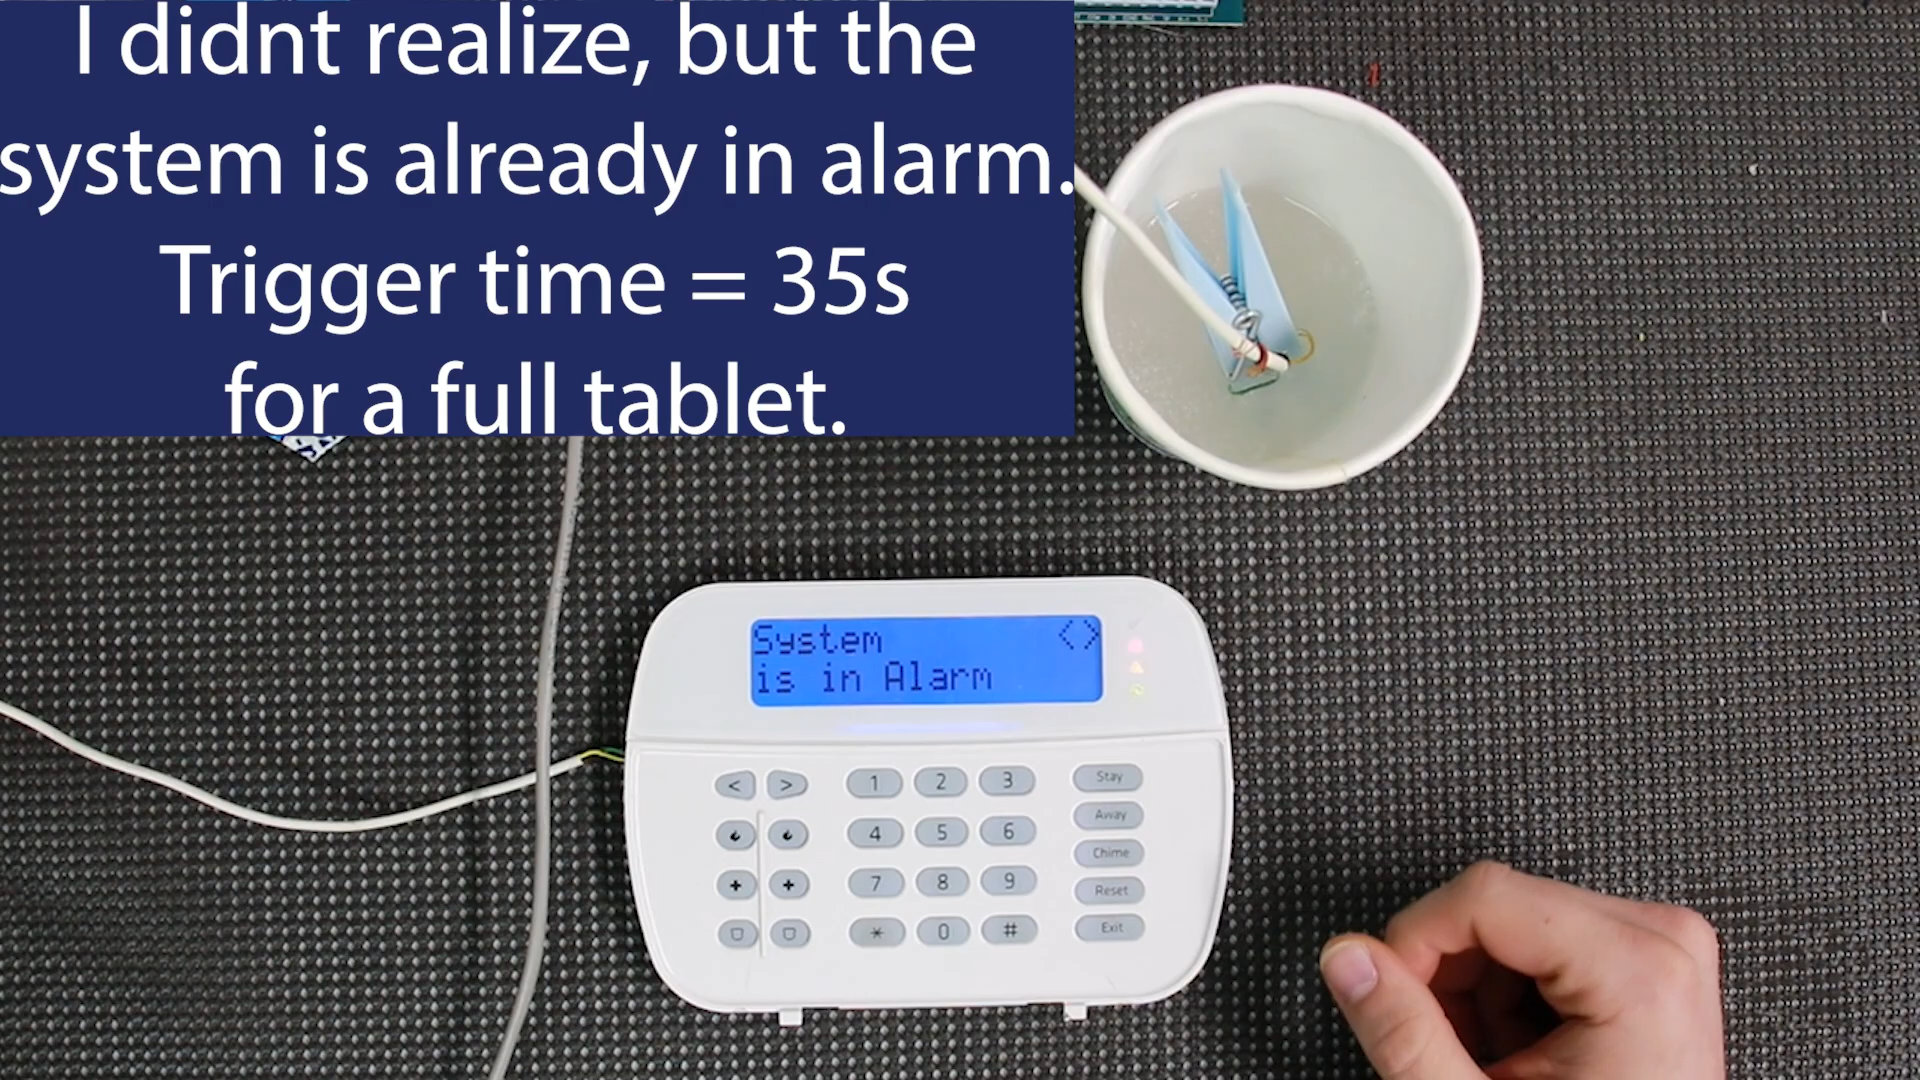 I didnt realize, but the
system is already in alarm.
Trigger time = 35s
for a full tablet.
System <>
is in Alarm
< > 1 2 3 Stay
4 5 6 Away
7 8 9 Chime
Reset
* 0 # Exit